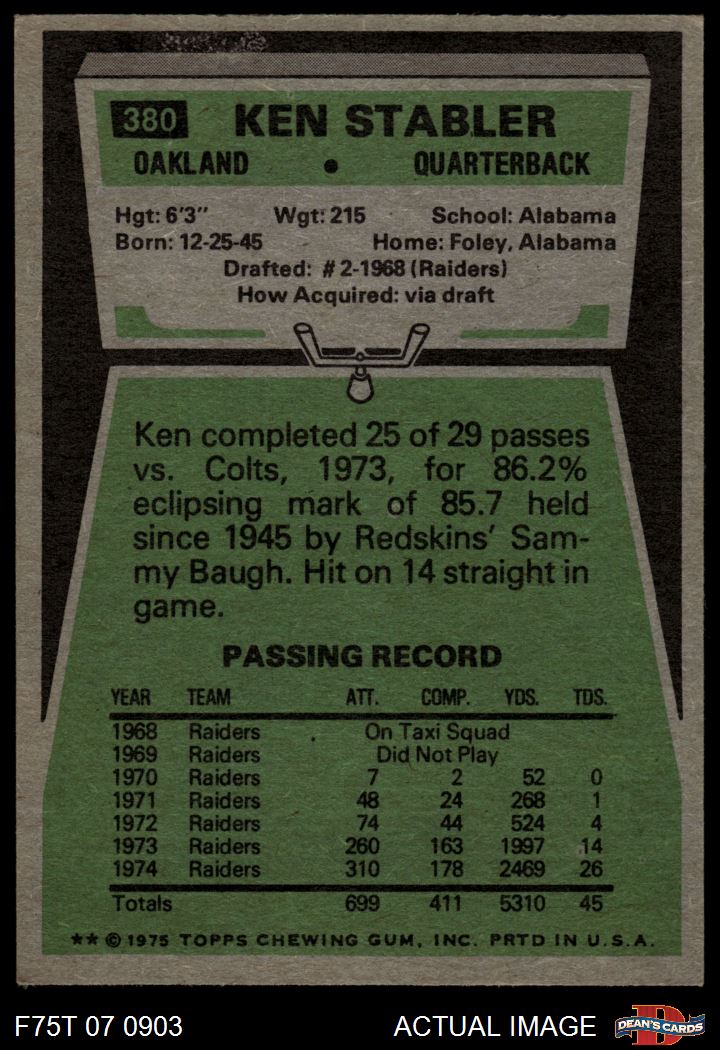 380 KEN STABLER
OAKLAND • QUARTERBACK
Hgt: 6'3" Wgt: 215 School: Alabama
Born: 12-25-45 Home: Foley, Alabama
Drafted: #2-1968 (Raiders)
How Acquired: via draft
Ken completed 25 of 29 passes
vs. Colts, 1973, for 86.2%
eclipsing mark of 85.7 held
since 1945 by Redskins' Sam-
my Baugh. Hit on 14 straight in
game.
PASSING RECORD
YEAR TEAM ATT. COMP. YDS. TDS.
1968 Raiders On Taxi Squad
1969 Raiders Did Not Play
1970 Raiders 7 2 52 0
1971 Raiders 48 24 268 1
1972 Raiders 74 44 524 4
1973 Raiders 260 163 1997 14
1974 Raiders 310 178 2469 26
Totals 699 411 5310 45
** © 1975 TOPPS CHEWING GUM, INC. PRTD IN U.S.A.
F75T 07 0903 ACTUAL IMAGE D DEAN'S CARDS